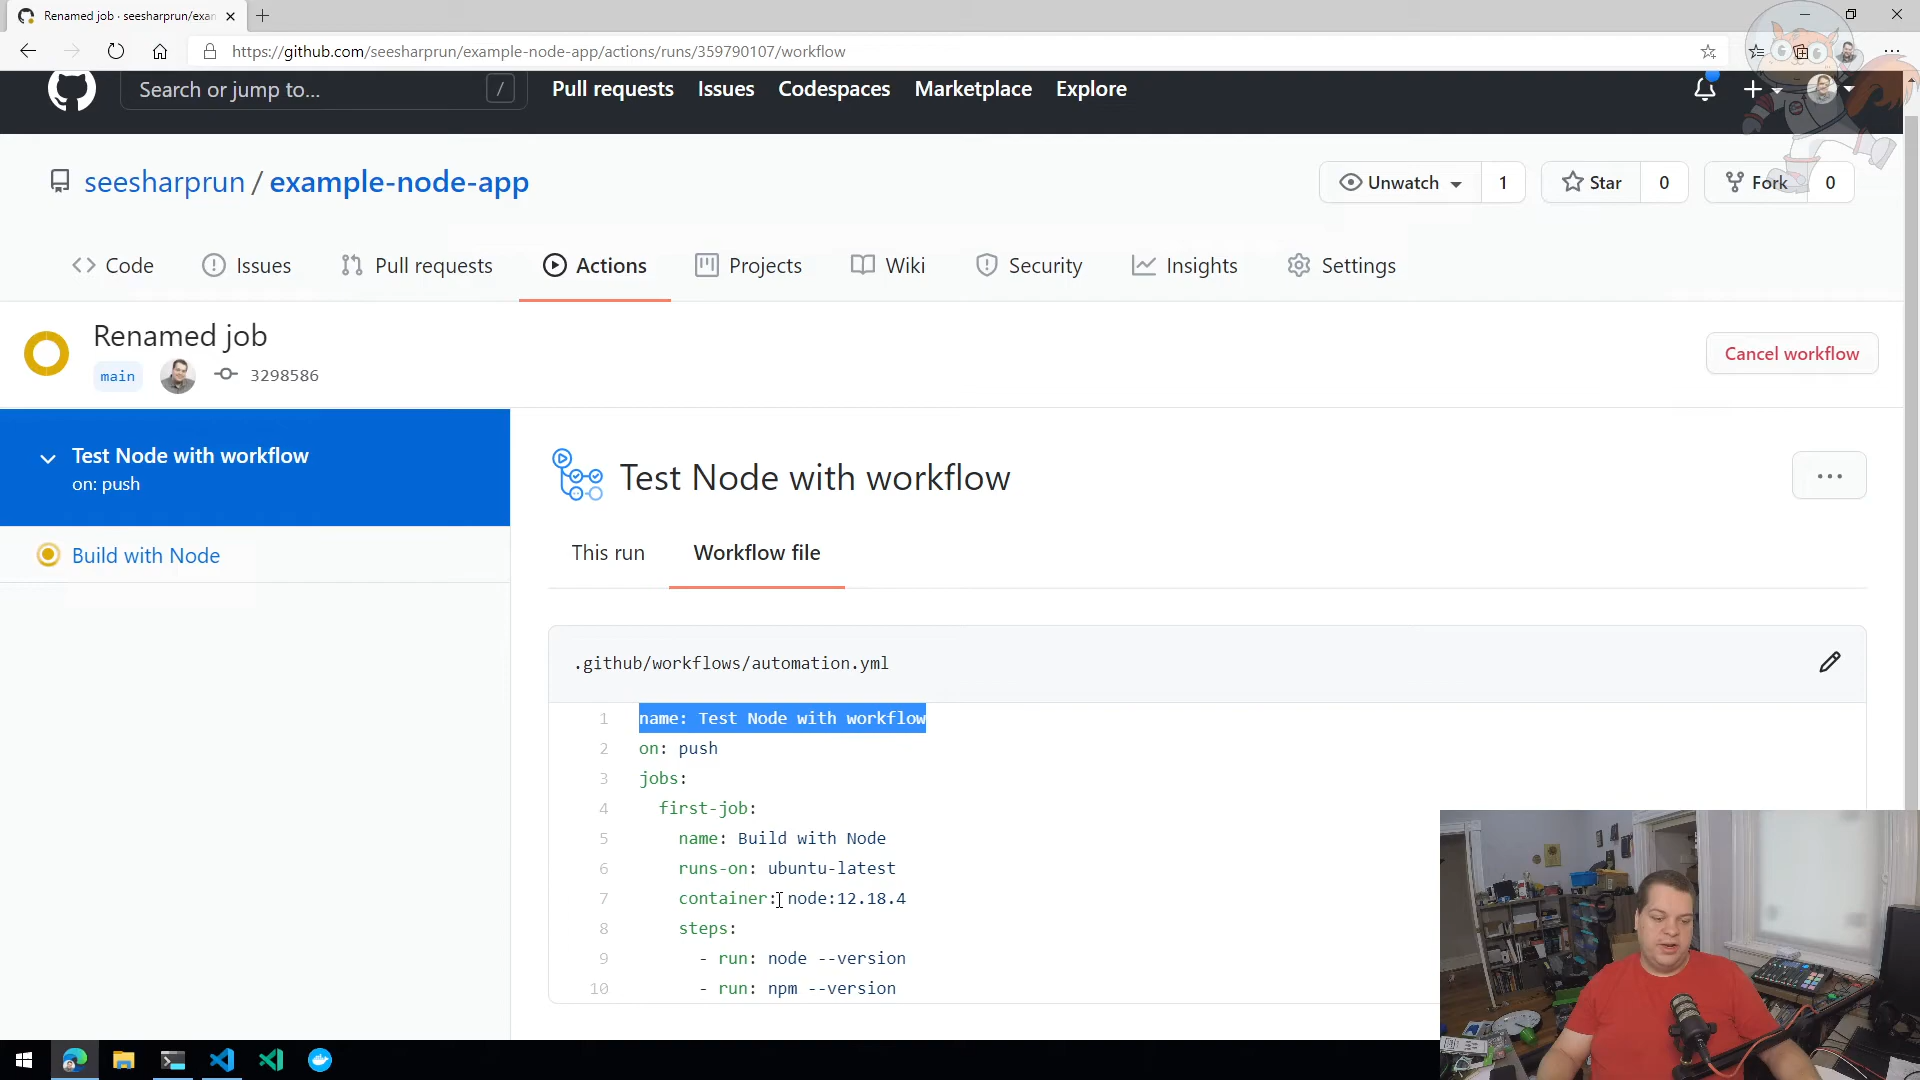 Renamed job · seesharprun/exam
https://github.com/seesharprun/example-node-app/actions/runs/359790107/workflow
Search or jump to... /
Pull requests Issues Codespaces Marketplace Explore
seesharprun / example-node-app
Unwatch 1 Star 0 Fork 0
Code Issues Pull requests Actions Projects Wiki Security Insights Settings
Renamed job
main 3298586
Cancel workflow
Test Node with workflow
on: push
Build with Node
Test Node with workflow
This run Workflow file
.github/workflows/automation.yml
1 name: Test Node with workflow
2 on: push
3 jobs:
4 first-job:
5 name: Build with Node
6 runs-on: ubuntu-latest
7 container: node:12.18.4
8 steps:
9 - run: node --version
10 - run: npm --version